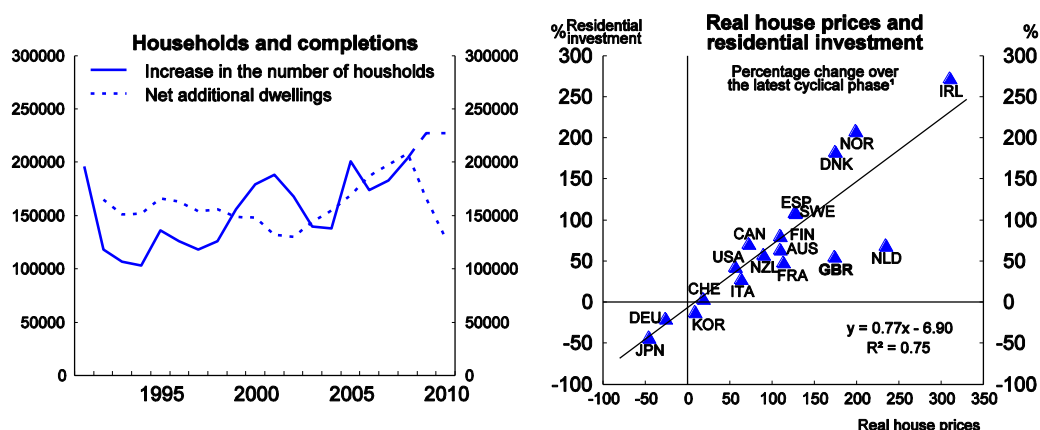 Households and completions
300000
300000
Increase in the number of housholds
Net additional dwellings
250000
250000
200000
200000
150000
150000
100000
100000
50000
50000
0
0
1995
2000
2005
2010
% Residential
investment
Real house prices and
residential investment
%
Percentage change over
the latest cyclical phase¹
300
300
250
250
200
200
150
150
100
100
50
50
0
0
-50
-50
-100
-100
IRL
NOR
DNK
ESP
SWE
CAN
FIN
USA
AUS
NZL
FRA
GBR
NLD
CHE
ITA
DEU
KOR
JPN
y = 0.77x - 6.90
R² = 0.75
-100
-50
0
50
100
150
200
250
300
350
Real house prices